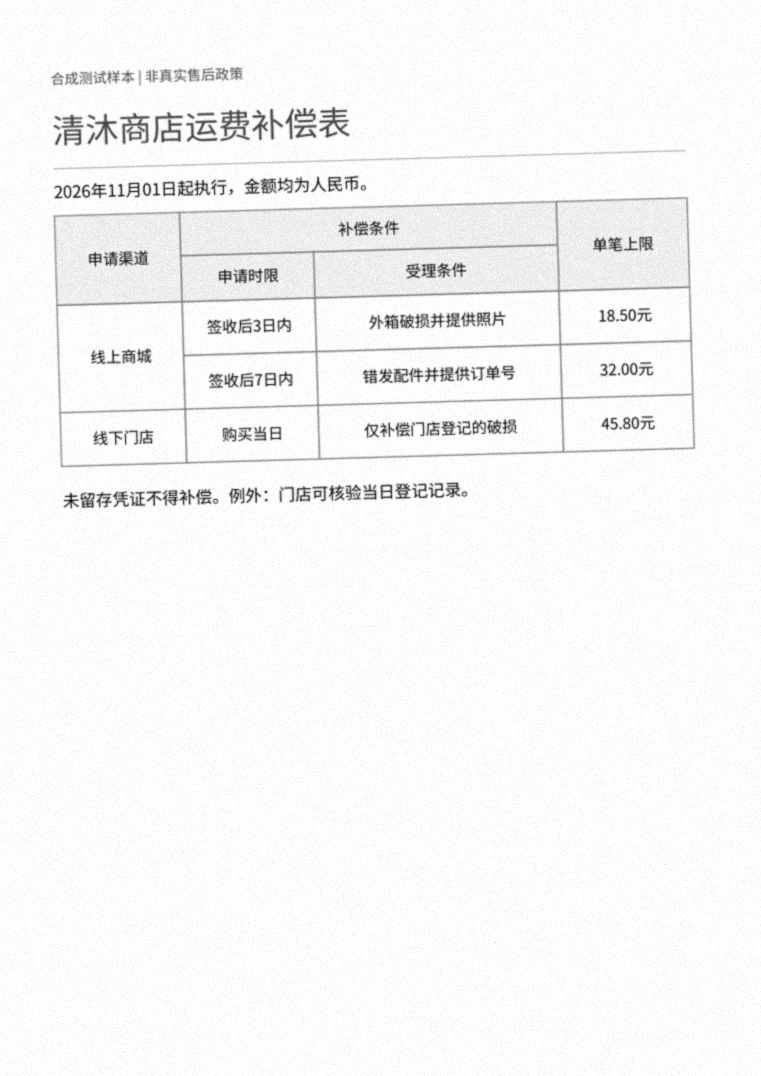 合成测试样本 | 非真实售后政策
清沐商店运费补偿表
2026年11月01日起执行，金额均为人民币。
申请渠道 补偿条件 单笔上限
申请时限 受理条件
线上商城 签收后3日内 外箱破损并提供照片 18.50元
签收后7日内 错发配件并提供订单号 32.00元
线下门店 购买当日 仅补偿门店登记的破损 45.80元
未留存凭证不得补偿。例外：门店可核验当日登记记录。